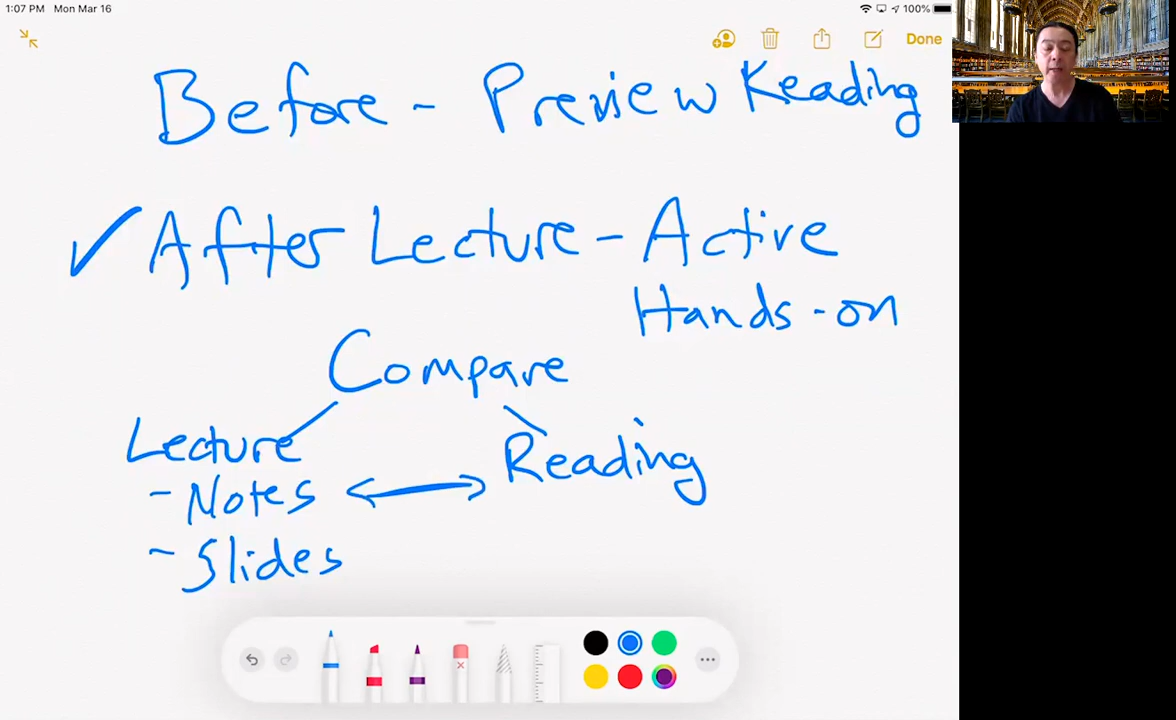 1:07 PM Mon Mar 16
100%
Done
Before - Preview Reading
✓ After Lecture - Active
Hands-on
Compare
Lecture
Reading
- Notes
- Slides